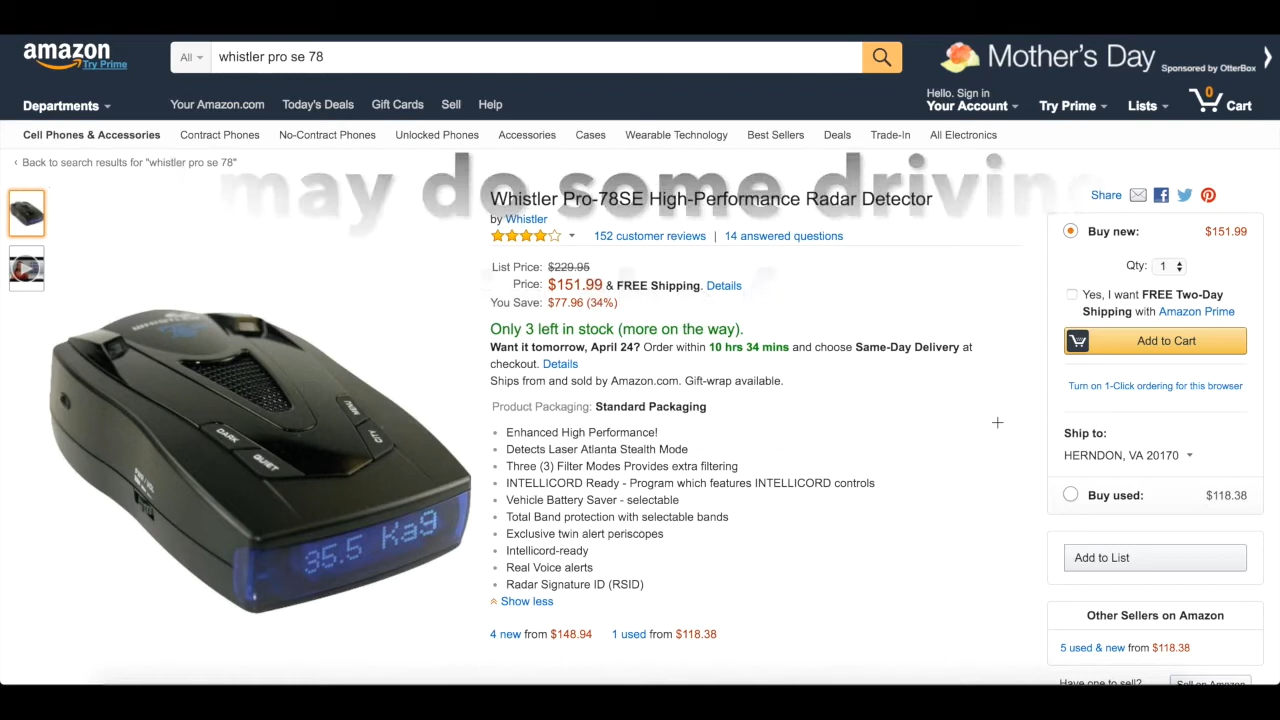 amazon
Try Prime
All
whistler pro se 78
Mother's Day
Sponsored by OtterBox
Departments
Your Amazon.com
Today's Deals
Gift Cards
Sell
Help
Hello. Sign in
Your Account
Try Prime
Lists
0
Cart
Cell Phones & Accessories
Contract Phones
No-Contract Phones
Unlocked Phones
Accessories
Cases
Wearable Technology
Best Sellers
Deals
Trade-In
All Electronics
‹ Back to search results for "whistler pro se 78"
may do some driving
Whistler Pro-78SE High-Performance Radar Detector
by Whistler
152 customer reviews | 14 answered questions
List Price: $229.95
Price: $151.99 & FREE Shipping. Details
You Save: $77.96 (34%)
Only 3 left in stock (more on the way).
Want it tomorrow, April 24? Order within 10 hrs 34 mins and choose Same-Day Delivery at
checkout. Details
Ships from and sold by Amazon.com. Gift-wrap available.
Product Packaging: Standard Packaging
Enhanced High Performance!
Detects Laser Atlanta Stealth Mode
Three (3) Filter Modes Provides extra filtering
INTELLICORD Ready - Program which features INTELLICORD controls
Vehicle Battery Saver - selectable
Total Band protection with selectable bands
Exclusive twin alert periscopes
Intellicord-ready
Real Voice alerts
Radar Signature ID (RSID)
Show less
4 new from $148.94
1 used from $118.38
WHISTLER
DARK
QUIET
MENU
CITY
35.5 Ka9
Share
Buy new:
$151.99
Qty: 1
Yes, I want FREE Two-Day
Shipping with Amazon Prime
Add to Cart
Turn on 1-Click ordering for this browser
Ship to:
HERNDON, VA 20170
Buy used:
$118.38
Add to List
Other Sellers on Amazon
5 used & new from $118.38
Have one to sell?
Sell on Amazon